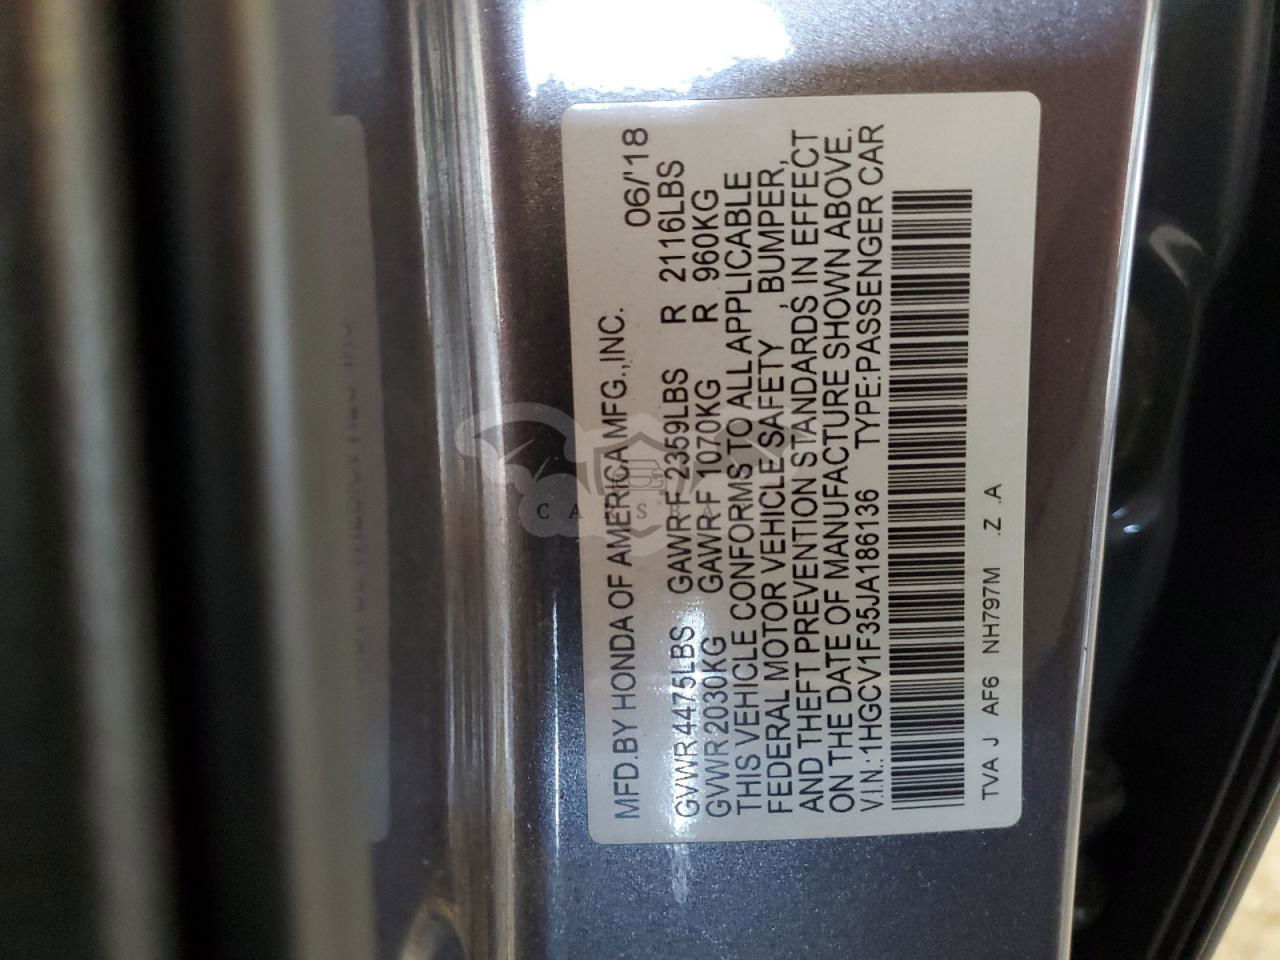 MFD.BY HONDA OF AMERICA MFG.,INC. 06/'18
GVWR 4475LBS GAWR F 2359LBS R 2116LBS
GVWR 2030KG GAWR F 1070KG R 960KG
THIS VEHICLE CONFORMS TO ALL APPLICABLE
FEDERAL MOTOR VEHICLE SAFETY , BUMPER,
AND THEFT PREVENTION STANDARDS IN EFFECT
ON THE DATE OF MANUFACTURE SHOWN ABOVE.
V.I.N.:1HGCV1F35JA186136 TYPE:PASSENGER CAR
TVA J AF6 NH797M .Z .A